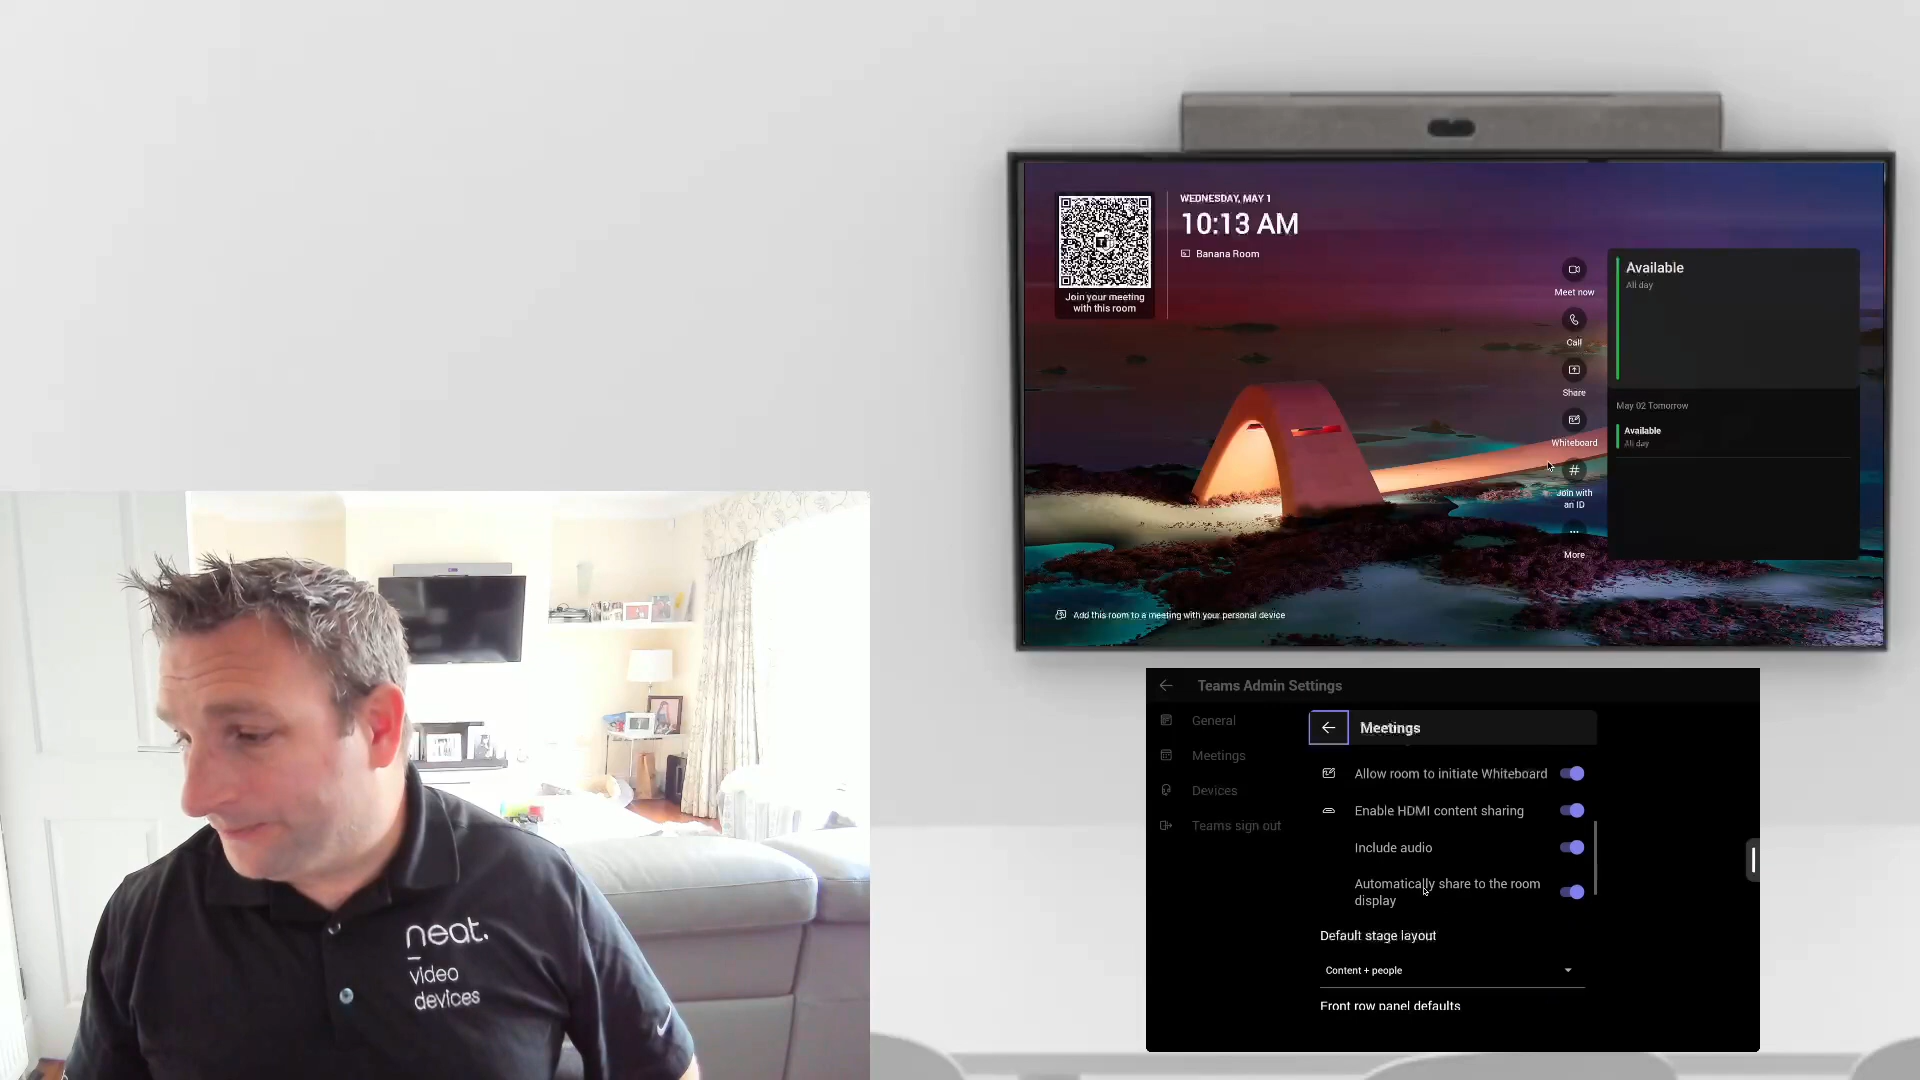 WEDNESDAY, MAY 1
10:13 AM
Banana Room
Join your meeting
with this room
Meet now
Call
Share
Whiteboard
Join with
an ID
More
Available
All day
May 02 Tomorrow
Available
All day
Add this room to a meeting with your personal device
neat.
video
devices
Teams Admin Settings
General
Meetings
Devices
Teams sign out
Meetings
Allow room to initiate Whiteboard
Enable HDMI content sharing
Include audio
Automatically share to the room
display
Default stage layout
Content + people
Front row panel defaults